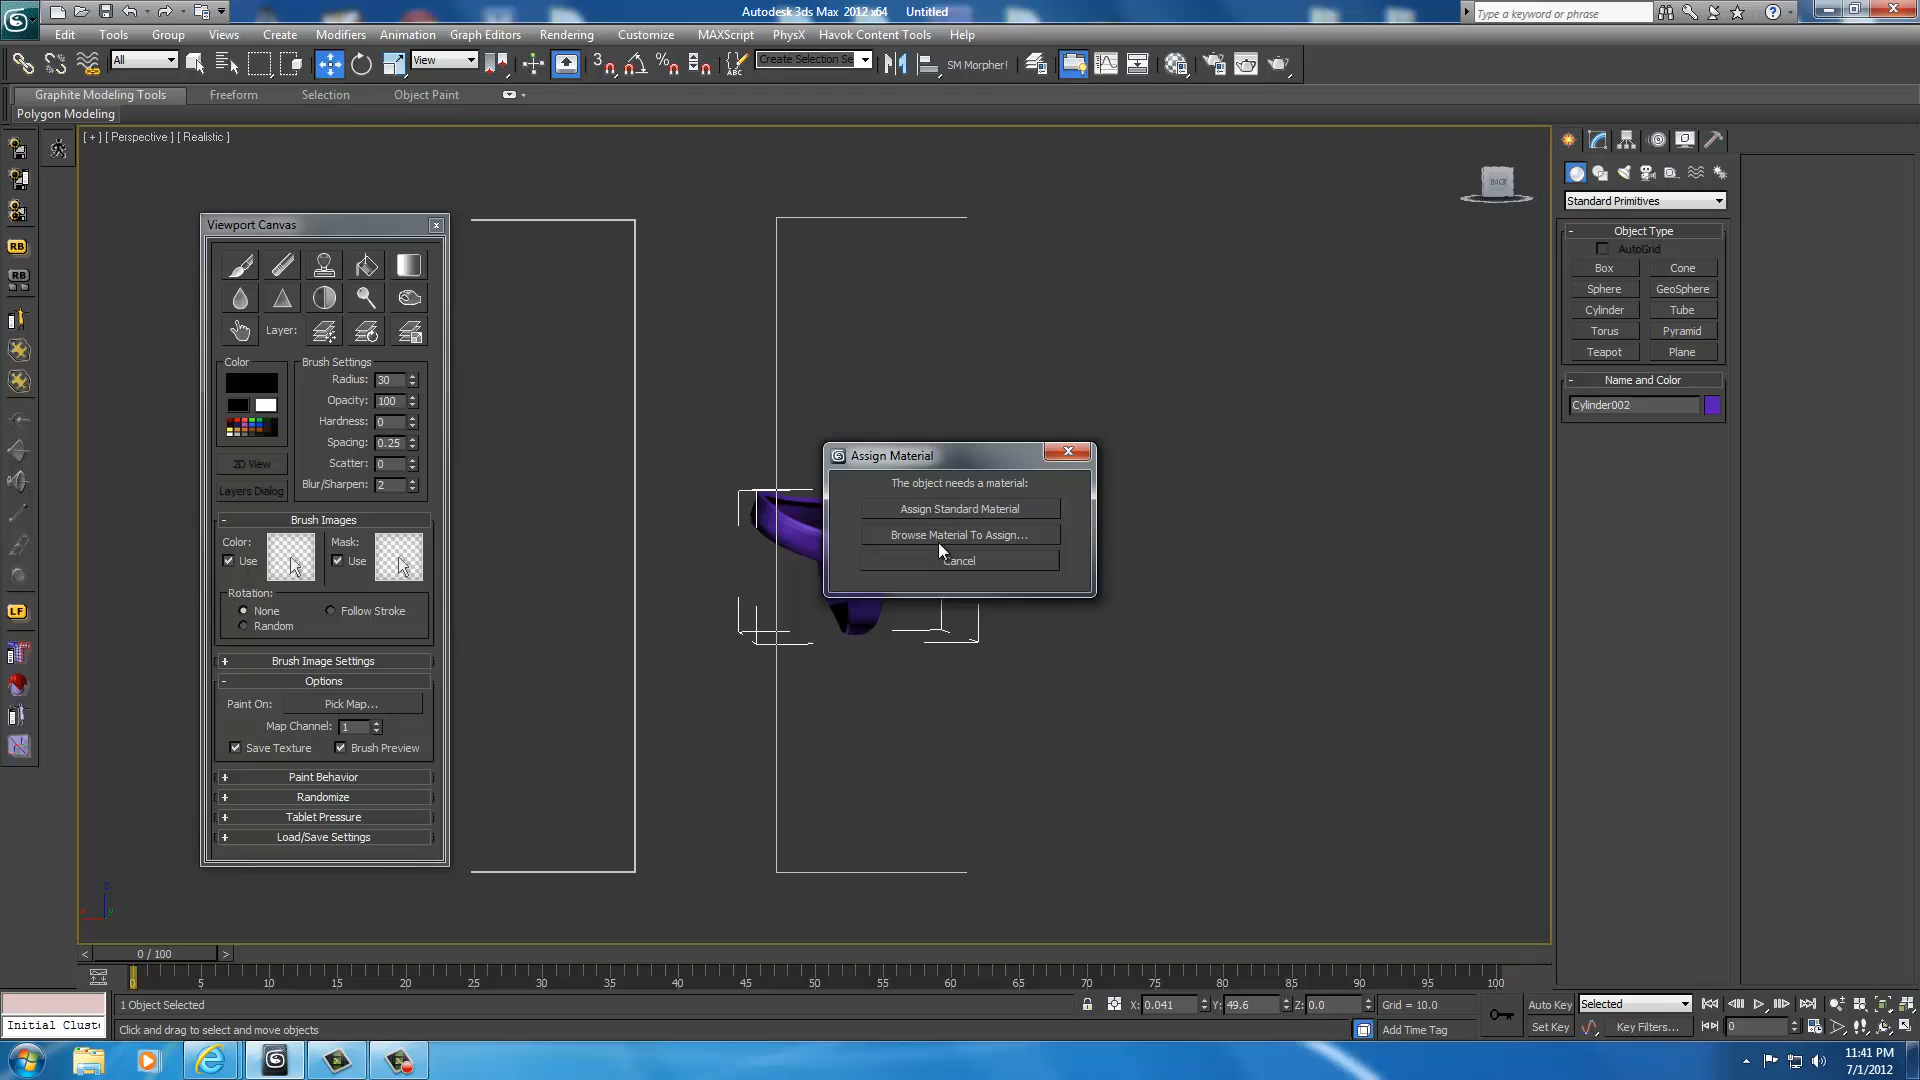 Autodesk 3ds Max 2012 x64 Untitled
Type a keyword or phrase
Edit Tools Group Views Create Modifiers Animation Graph Editors Rendering Customize MAXScript PhysX Havok Content Tools Help
All View Create Selection Se SM Morpher!
Graphite Modeling Tools Freeform Selection Object Paint
Polygon Modeling
[ + ] [ Perspective ] [ Realistic ]
BACK
Standard Primitives
Object Type
AutoGrid
Box Cone
Sphere GeoSphere
Cylinder Tube
Torus Pyramid
Teapot Plane
Name and Color
Cylinder002
RB
RB
LF
Viewport Canvas
Layer:
Color
Brush Settings
Radius: 30
Opacity: 100
Hardness: 0
Spacing: 0.25
Scatter: 0
Blur/Sharpen: 2
2D View
Layers Dialog
Brush Images
Color: Mask:
Use Use
Rotation:
None Follow Stroke
Random
Brush Image Settings
Options
Paint On: Pick Map...
Map Channel: 1
Save Texture Brush Preview
Paint Behavior
Randomize
Tablet Pressure
Load/Save Settings
Assign Material
The object needs a material:
Assign Standard Material
Browse Material To Assign...
Cancel
z
x y
< 0 / 100 >
0 5 10 15 20 25 30 35 40 45 50 55 60 65 70 75 80 85 90 95 100
1 Object Selected X: 0.041 Y: 49.6 Z: 0.0 Grid = 10.0 Auto Key Selected
Initial Clust
Click and drag to select and move objects Add Time Tag Set Key Key Filters... 0
11:41 PM
7/1/2012